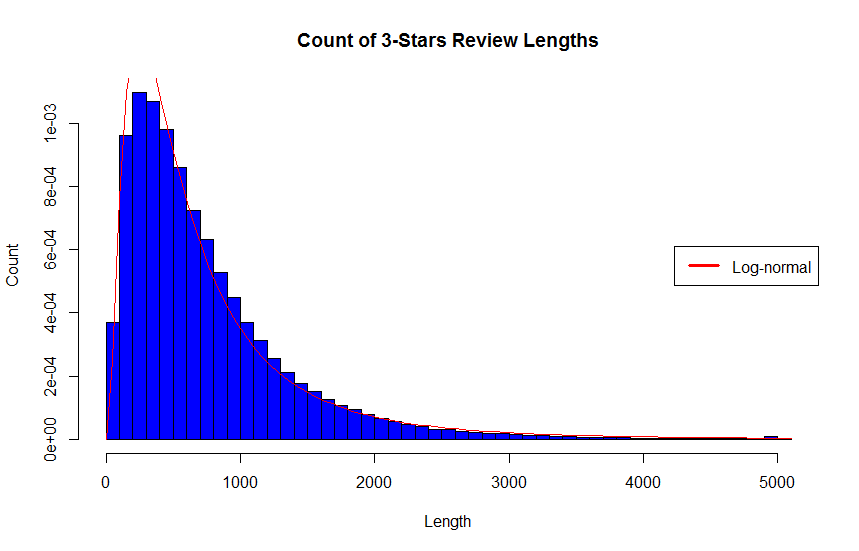 Count of 3-Stars Review Lengths
Count
1e-03
8e-04
6e-04
4e-04
2e-04
0e+00
Log-normal
0 1000 2000 3000 4000 5000
Length